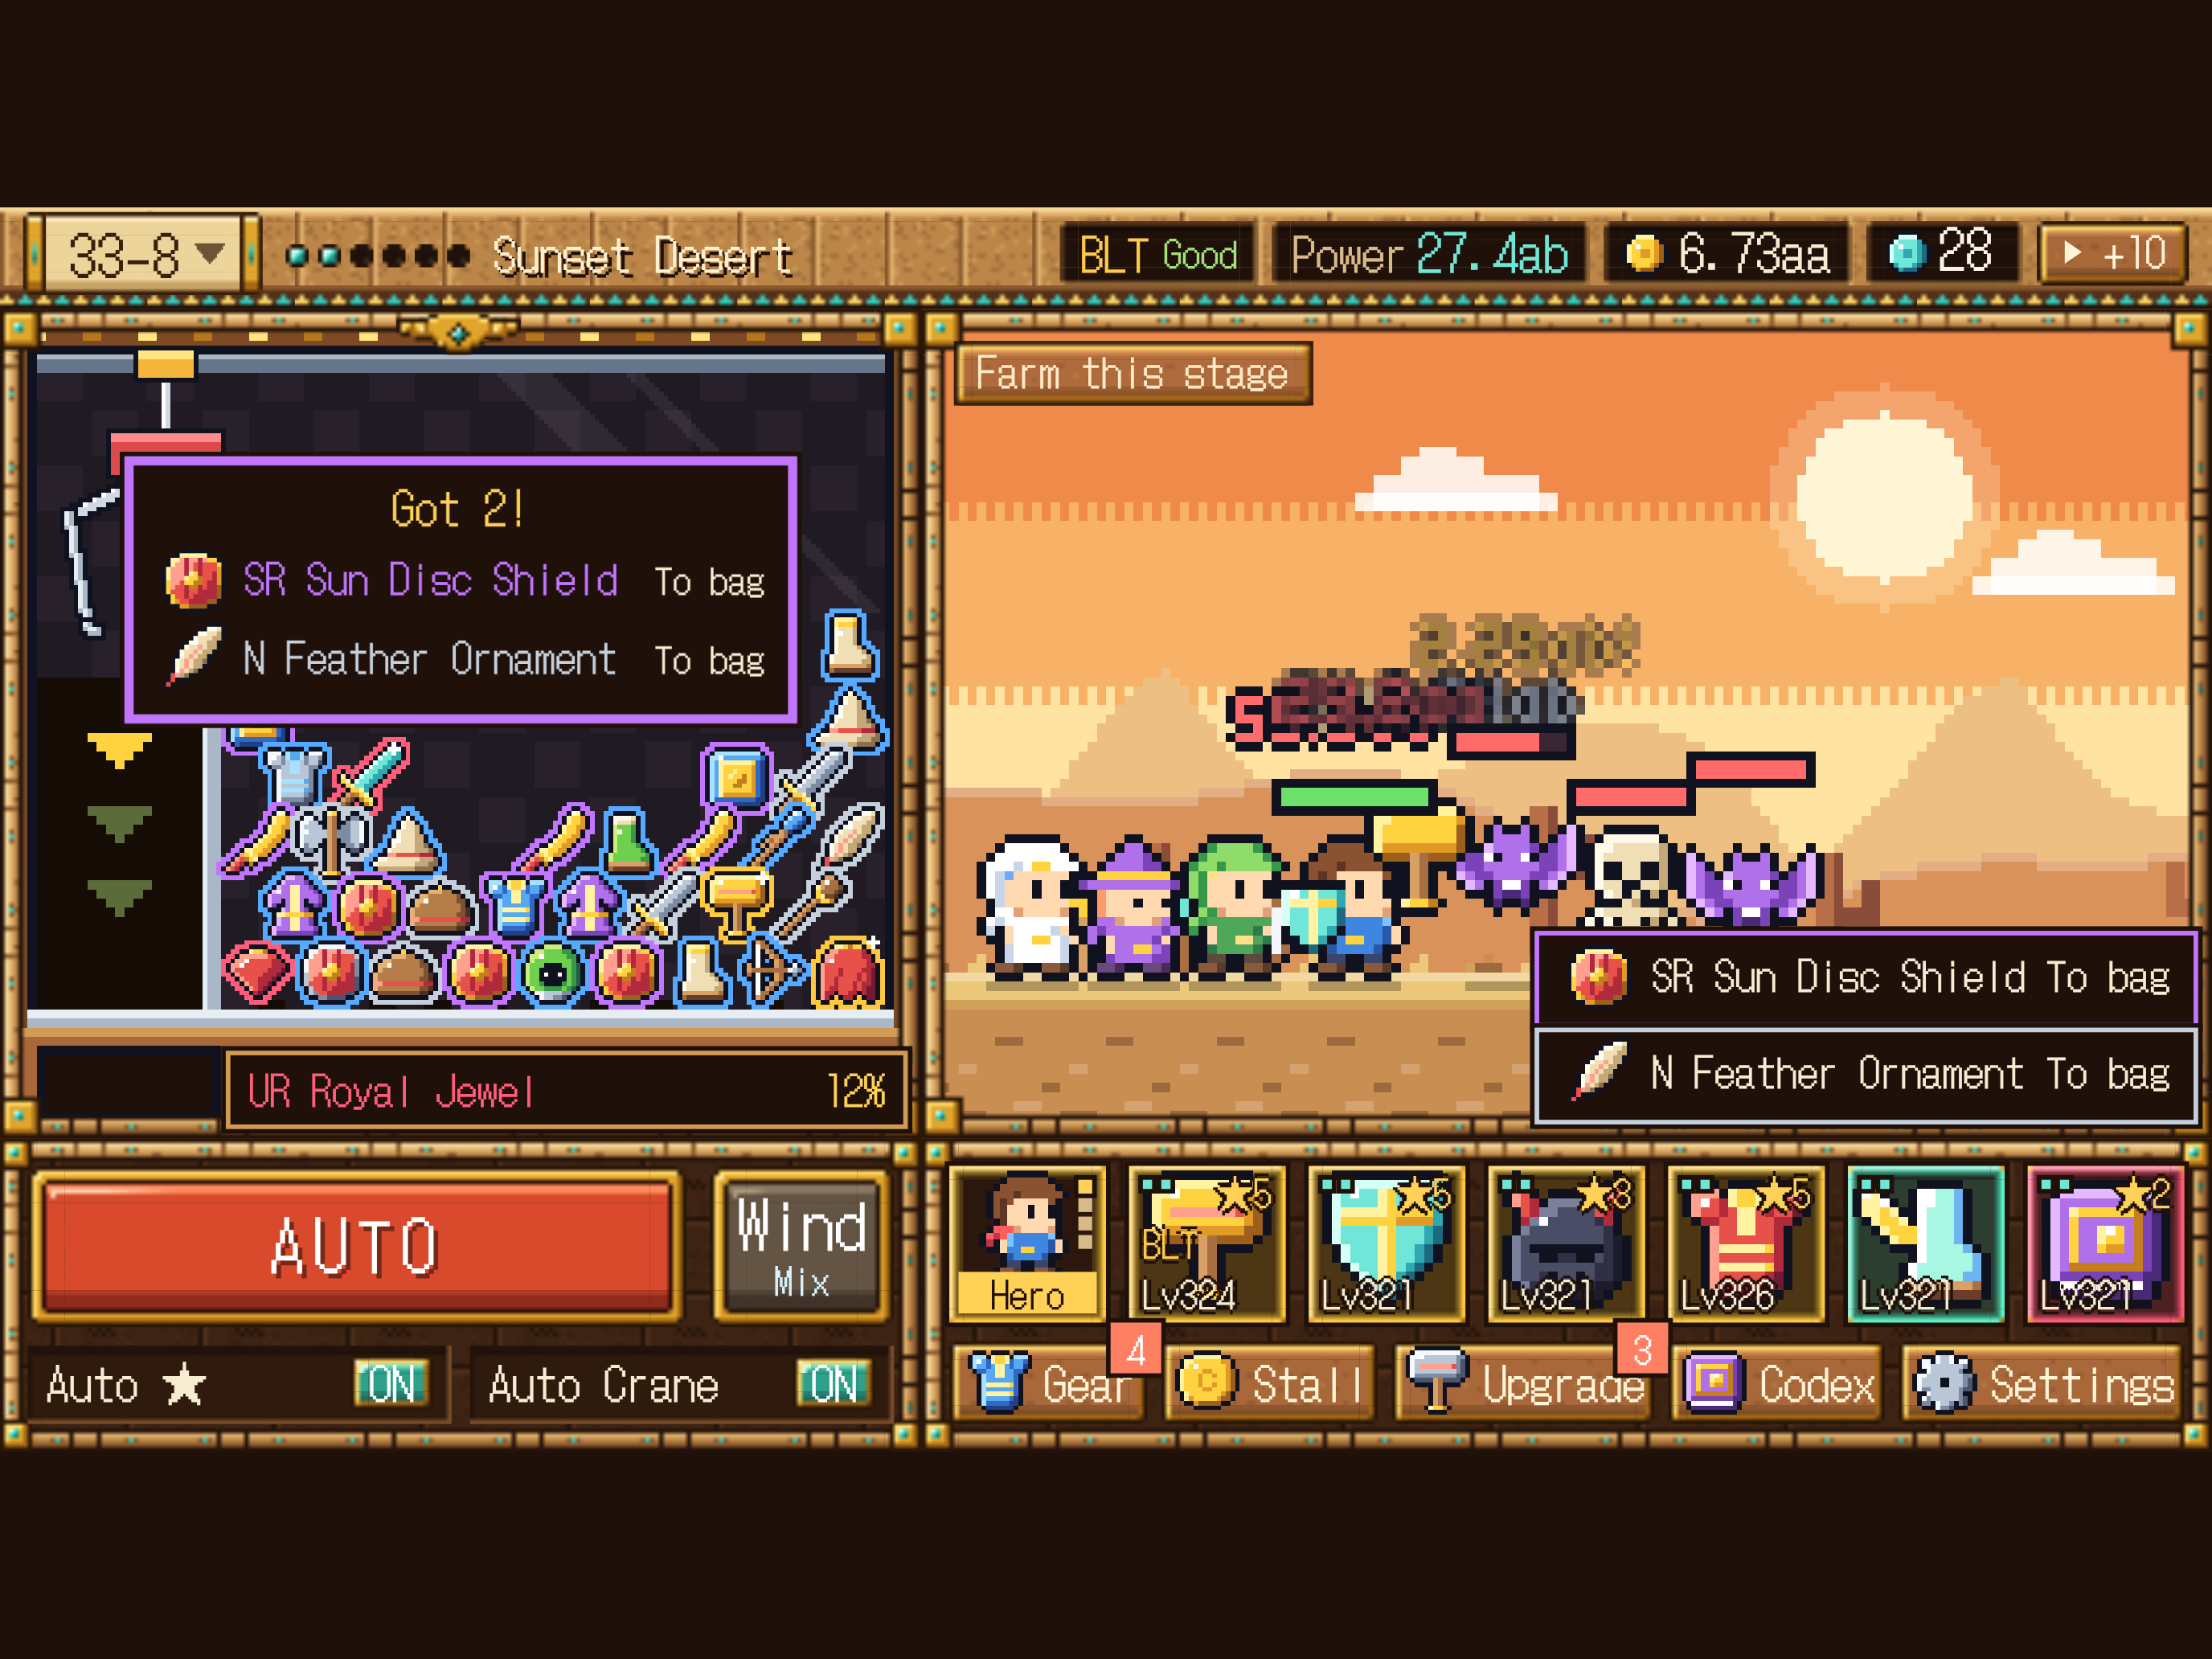 33-8
Sunset Desert
BLT Good
Power 27.4ab
6.73aa
28
+10
Farm this stage
Got 2!
SR Sun Disc Shield To bag
N Feather Ornament To bag
SR Sun Disc Shield To bag
N Feather Ornament To bag
UR Royal Jewel 12%
AUTO
Wind
Mix
Auto ★ ON
Auto Crane ON
Hero
★5
BLT
Lv324
★5
Lv321
★3
Lv321
★5
Lv326
Lv321
★2
Lv321
Gear
4
Stall
Upgrade
3
Codex
Settings